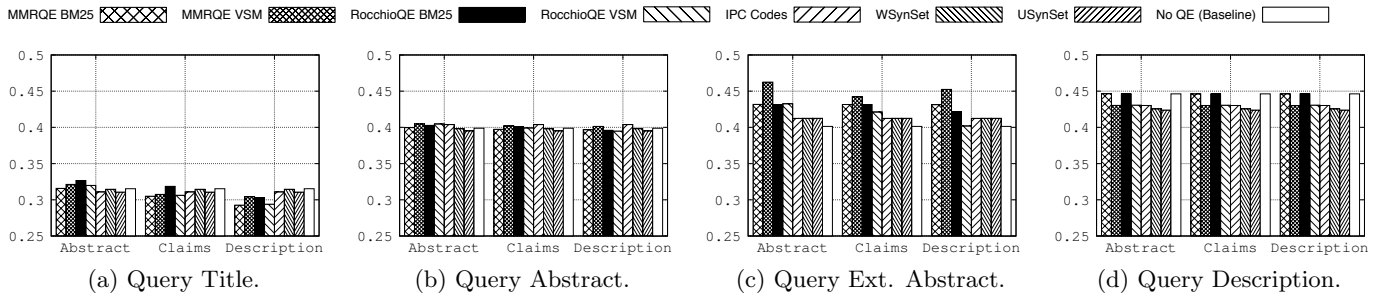 MMRQE BM25 MMRQE VSM RocchioQE BM25 RocchioQE VSM IPC Codes WSynSet USynSet No QE (Baseline)
0.5 0.5 0.5 0.5
0.45 0.45 0.45 0.45
0.4 0.4 0.4 0.4
0.35 0.35 0.35 0.35
0.3 0.3 0.3 0.3
0.25 0.25 0.25 0.25
Abstract Claims Description Abstract Claims Description Abstract Claims Description Abstract Claims Description
(a) Query Title. (b) Query Abstract. (c) Query Ext. Abstract. (d) Query Description.